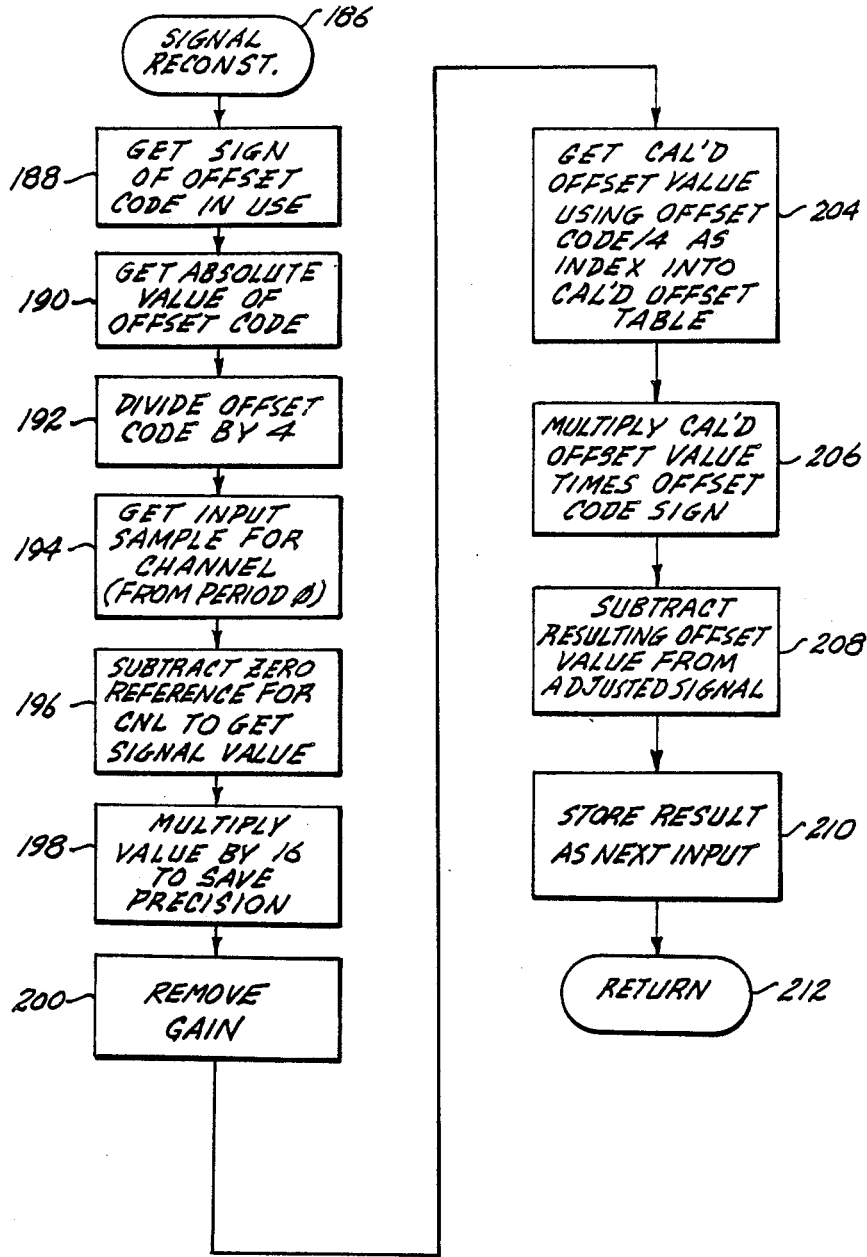 SIGNAL
RECONST.
186
188
GET SIGN
OF OFFSET
CODE IN USE
190
GET ABSOLUTE
VALUE OF
OFFSET CODE
192
DIVIDE OFFSET
CODE BY 4
194
GET INPUT
SAMPLE FOR
CHANNEL
(FROM PERIOD Ø)
196
SUBTRACT ZERO
REFERENCE FOR
CNL TO GET
SIGNAL VALUE
198
MULTIPLY
VALUE BY 16
TO SAVE
PRECISION
200
REMOVE
GAIN
GET CAL'D
OFFSET VALUE
USING OFFSET
CODE/4 AS
INDEX INTO
CAL'D OFFSET
TABLE
204
MULTIPLY CAL'D
OFFSET VALUE
TIMES OFFSET
CODE SIGN
206
SUBTRACT
RESULTING OFFSET
VALUE FROM
ADJUSTED SIGNAL
208
STORE RESULT
AS NEXT INPUT
210
RETURN
212